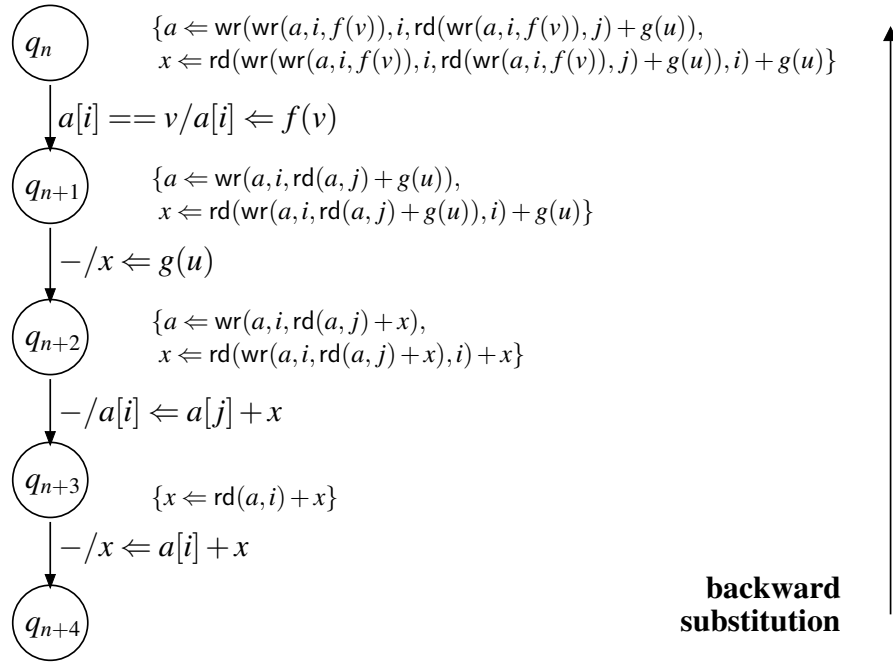 q_n
{a ⇐ wr(wr(a,i,f(v)),i,rd(wr(a,i,f(v)),j)+g(u)),
x ⇐ rd(wr(wr(a,i,f(v)),i,rd(wr(a,i,f(v)),j)+g(u)),i)+g(u)}
a[i] == v/a[i] ⇐ f(v)
q_{n+1}
{a ⇐ wr(a,i,rd(a,j)+g(u)),
x ⇐ rd(wr(a,i,rd(a,j)+g(u)),i)+g(u)}
−/x ⇐ g(u)
q_{n+2}
{a ⇐ wr(a,i,rd(a,j)+x),
x ⇐ rd(wr(a,i,rd(a,j)+x),i)+x}
−/a[i] ⇐ a[j]+x
q_{n+3}
{x ⇐ rd(a,i)+x}
−/x ⇐ a[i]+x
q_{n+4}
backward
substitution